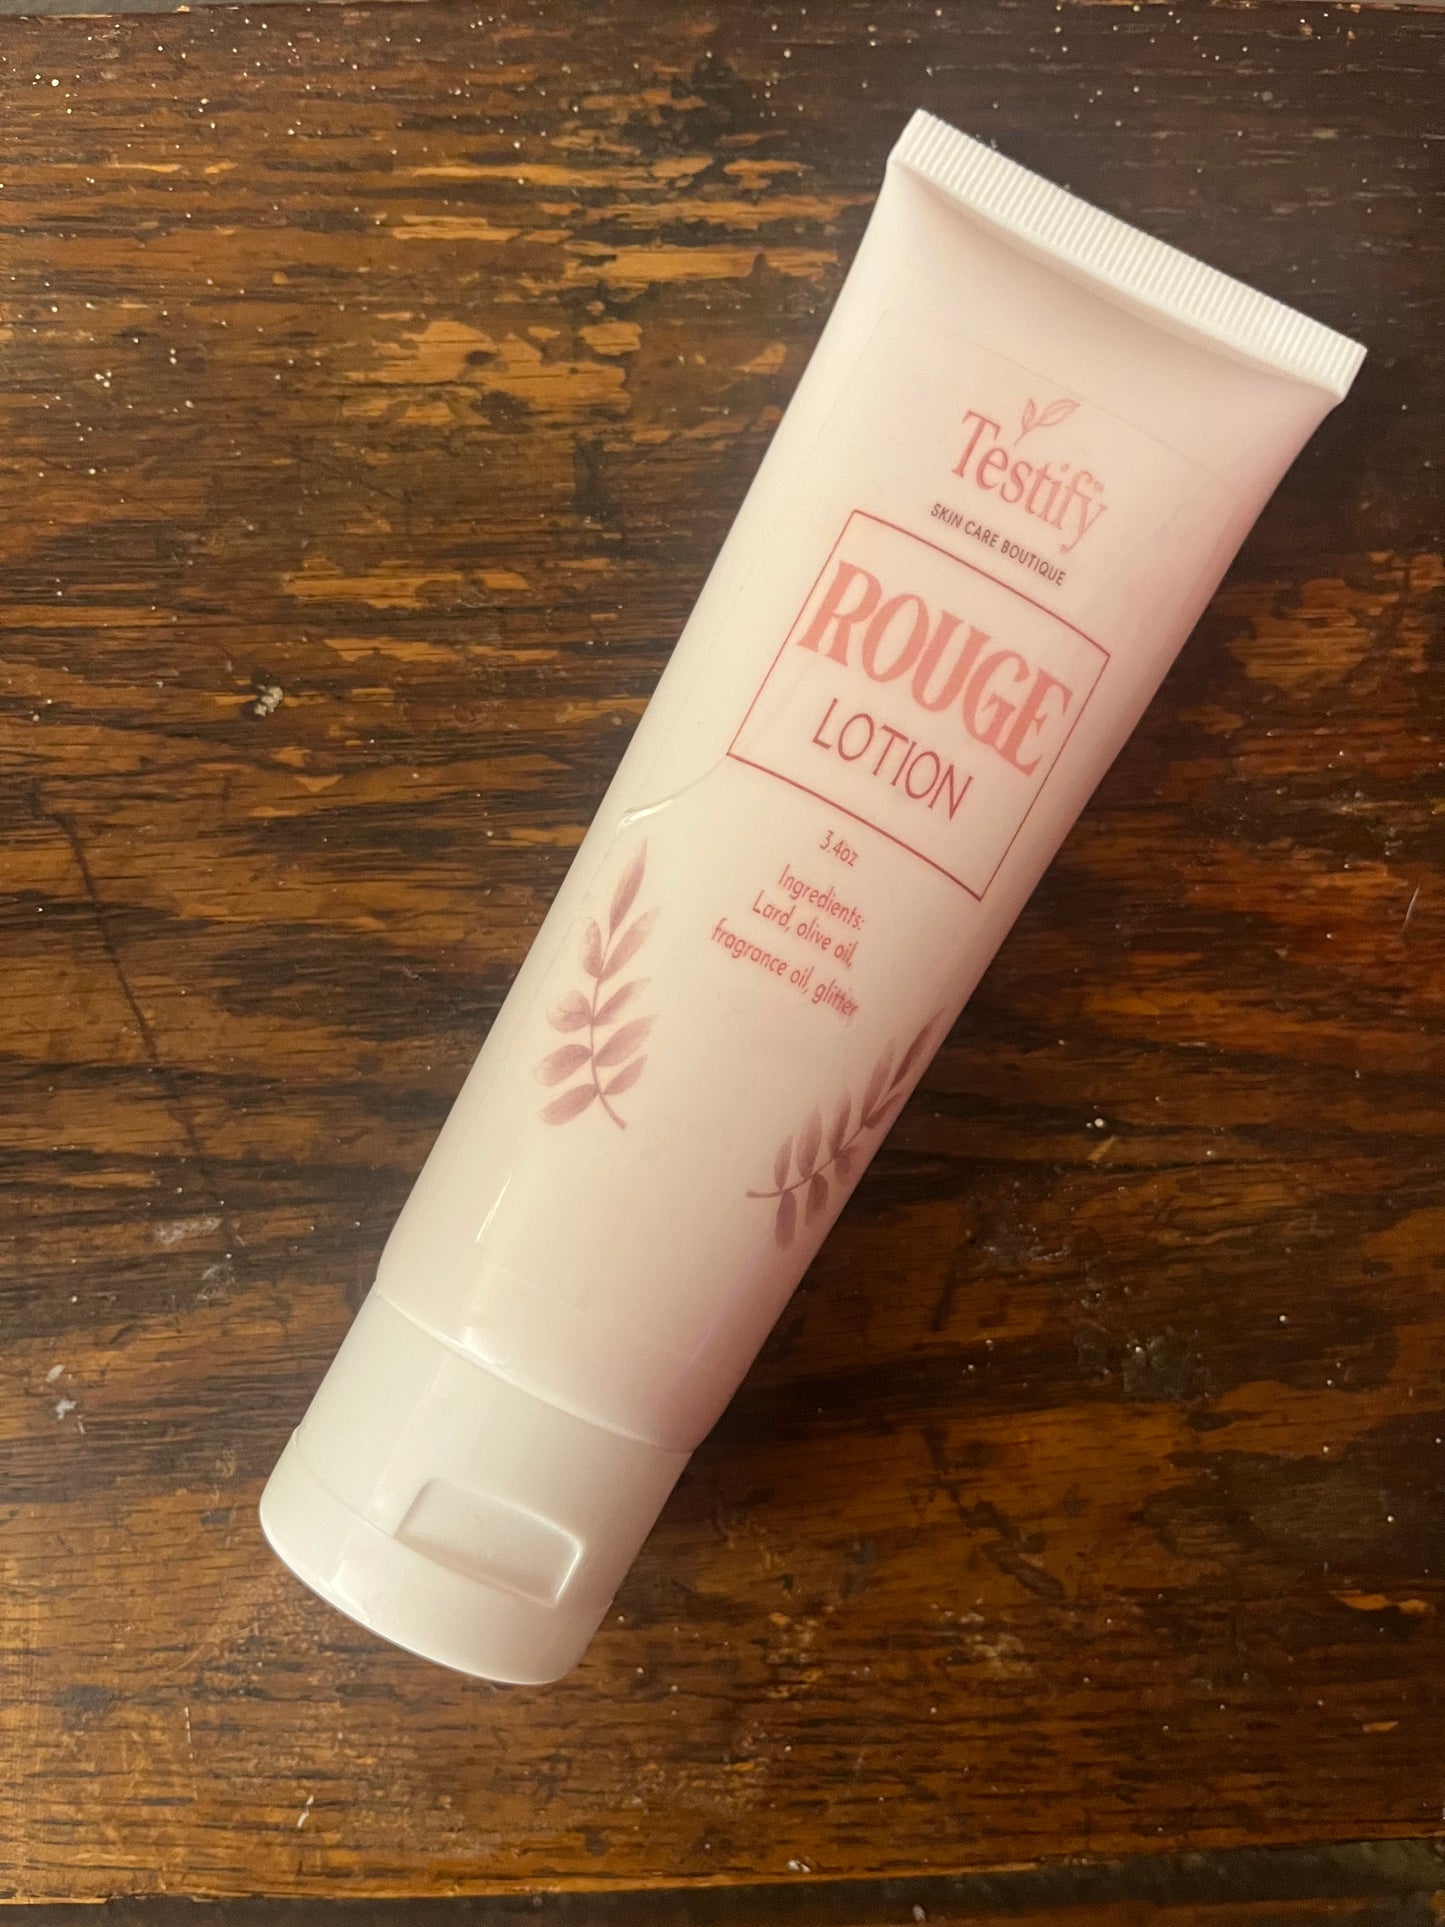 Testify
SKIN CARE BOUTIQUE
ROUGE
LOTION
3.4oz
Ingredients:
Lard, olive oil,
fragrance oil, glitter